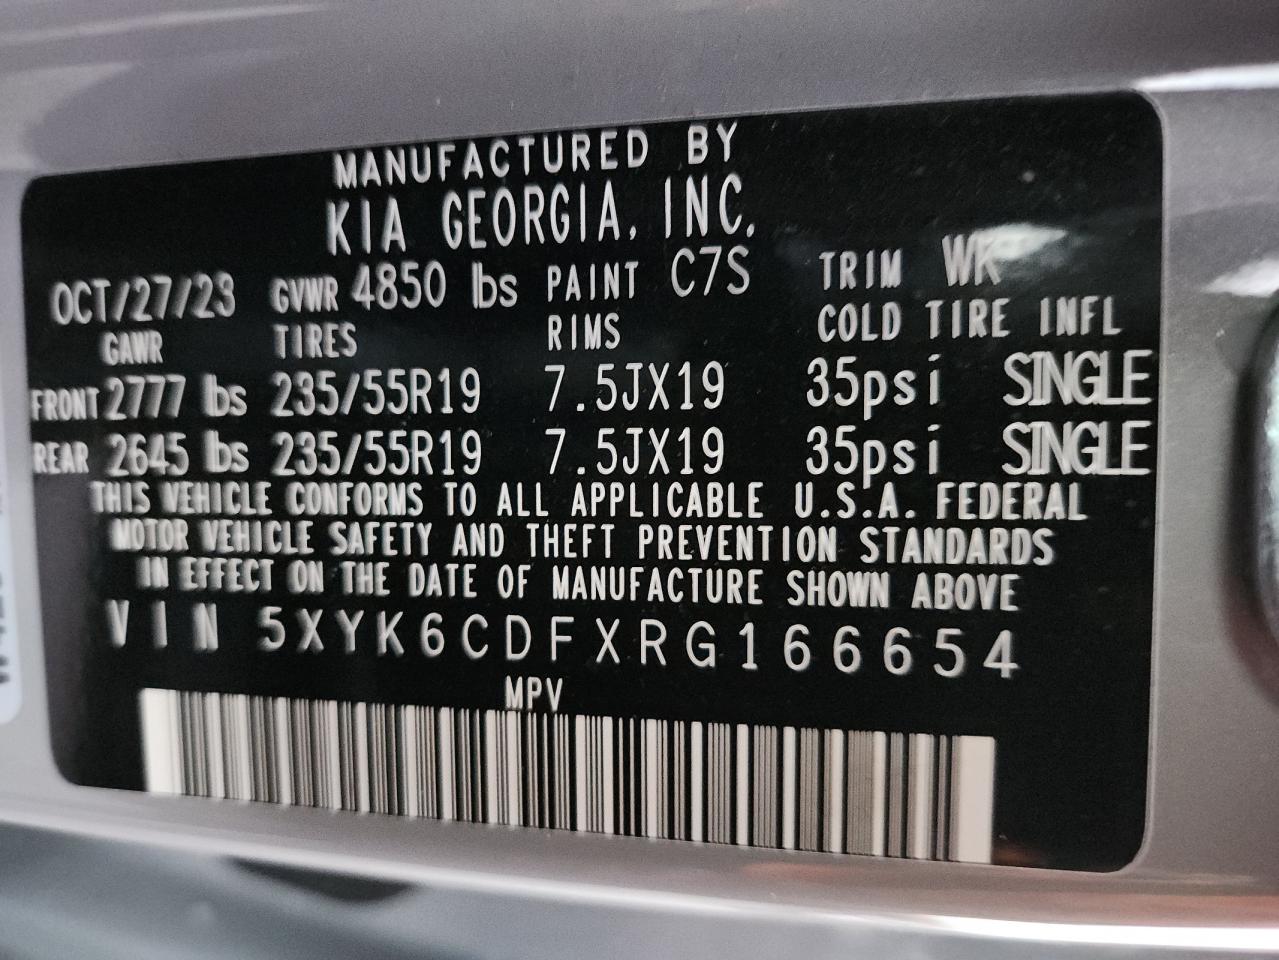 MANUFACTURED BY
KIA GEORGIA, INC.
OCT/27/23 GVWR 4850 lbs PAINT C7S TRIM WK
GAWR TIRES RIMS COLD TIRE INFL
FRONT 2777 lbs 235/55R19 7.5JX19 35psi SINGLE
REAR 2645 lbs 235/55R19 7.5JX19 35psi SINGLE
THIS VEHICLE CONFORMS TO ALL APPLICABLE U.S.A. FEDERAL
MOTOR VEHICLE SAFETY AND THEFT PREVENTION STANDARDS
IN EFFECT ON THE DATE OF MANUFACTURE SHOWN ABOVE
VIN 5XYK6CDFXRG166654
MPV